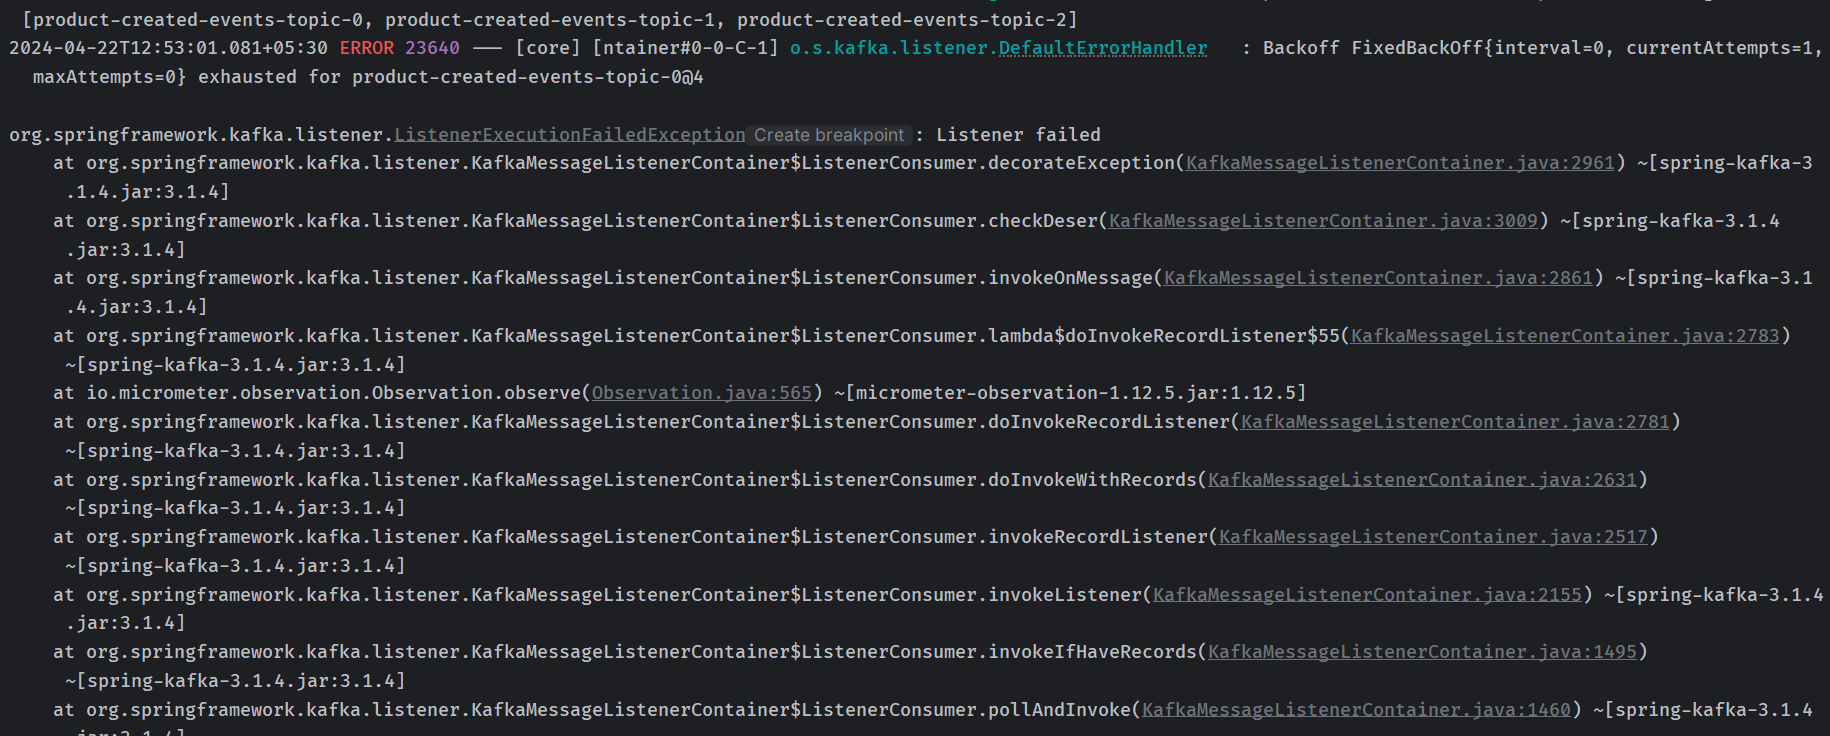 [product-created-events-topic-0, product-created-events-topic-1, product-created-events-topic-2]
2024-04-22T12:53:01.081+05:30 ERROR 23640 --- [core] [ntainer#0-0-C-1] o.s.kafka.listener.DefaultErrorHandler   : Backoff FixedBackOff{interval=0, currentAttempts=1,
maxAttempts=0} exhausted for product-created-events-topic-0@4
org.springframework.kafka.listener.ListenerExecutionFailedException Create breakpoint : Listener failed
at org.springframework.kafka.listener.KafkaMessageListenerContainer$ListenerConsumer.decorateException(KafkaMessageListenerContainer.java:2961) ~[spring-kafka-3
.1.4.jar:3.1.4]
at org.springframework.kafka.listener.KafkaMessageListenerContainer$ListenerConsumer.checkDeser(KafkaMessageListenerContainer.java:3009) ~[spring-kafka-3.1.4
.jar:3.1.4]
at org.springframework.kafka.listener.KafkaMessageListenerContainer$ListenerConsumer.invokeOnMessage(KafkaMessageListenerContainer.java:2861) ~[spring-kafka-3.1
.4.jar:3.1.4]
at org.springframework.kafka.listener.KafkaMessageListenerContainer$ListenerConsumer.lambda$doInvokeRecordListener$55(KafkaMessageListenerContainer.java:2783)
~[spring-kafka-3.1.4.jar:3.1.4]
at io.micrometer.observation.Observation.observe(Observation.java:565) ~[micrometer-observation-1.12.5.jar:1.12.5]
at org.springframework.kafka.listener.KafkaMessageListenerContainer$ListenerConsumer.doInvokeRecordListener(KafkaMessageListenerContainer.java:2781)
~[spring-kafka-3.1.4.jar:3.1.4]
at org.springframework.kafka.listener.KafkaMessageListenerContainer$ListenerConsumer.doInvokeWithRecords(KafkaMessageListenerContainer.java:2631)
~[spring-kafka-3.1.4.jar:3.1.4]
at org.springframework.kafka.listener.KafkaMessageListenerContainer$ListenerConsumer.invokeRecordListener(KafkaMessageListenerContainer.java:2517)
~[spring-kafka-3.1.4.jar:3.1.4]
at org.springframework.kafka.listener.KafkaMessageListenerContainer$ListenerConsumer.invokeListener(KafkaMessageListenerContainer.java:2155) ~[spring-kafka-3.1.4
.jar:3.1.4]
at org.springframework.kafka.listener.KafkaMessageListenerContainer$ListenerConsumer.invokeIfHaveRecords(KafkaMessageListenerContainer.java:1495)
~[spring-kafka-3.1.4.jar:3.1.4]
at org.springframework.kafka.listener.KafkaMessageListenerContainer$ListenerConsumer.pollAndInvoke(KafkaMessageListenerContainer.java:1460) ~[spring-kafka-3.1.4
.jar:3.1.4]